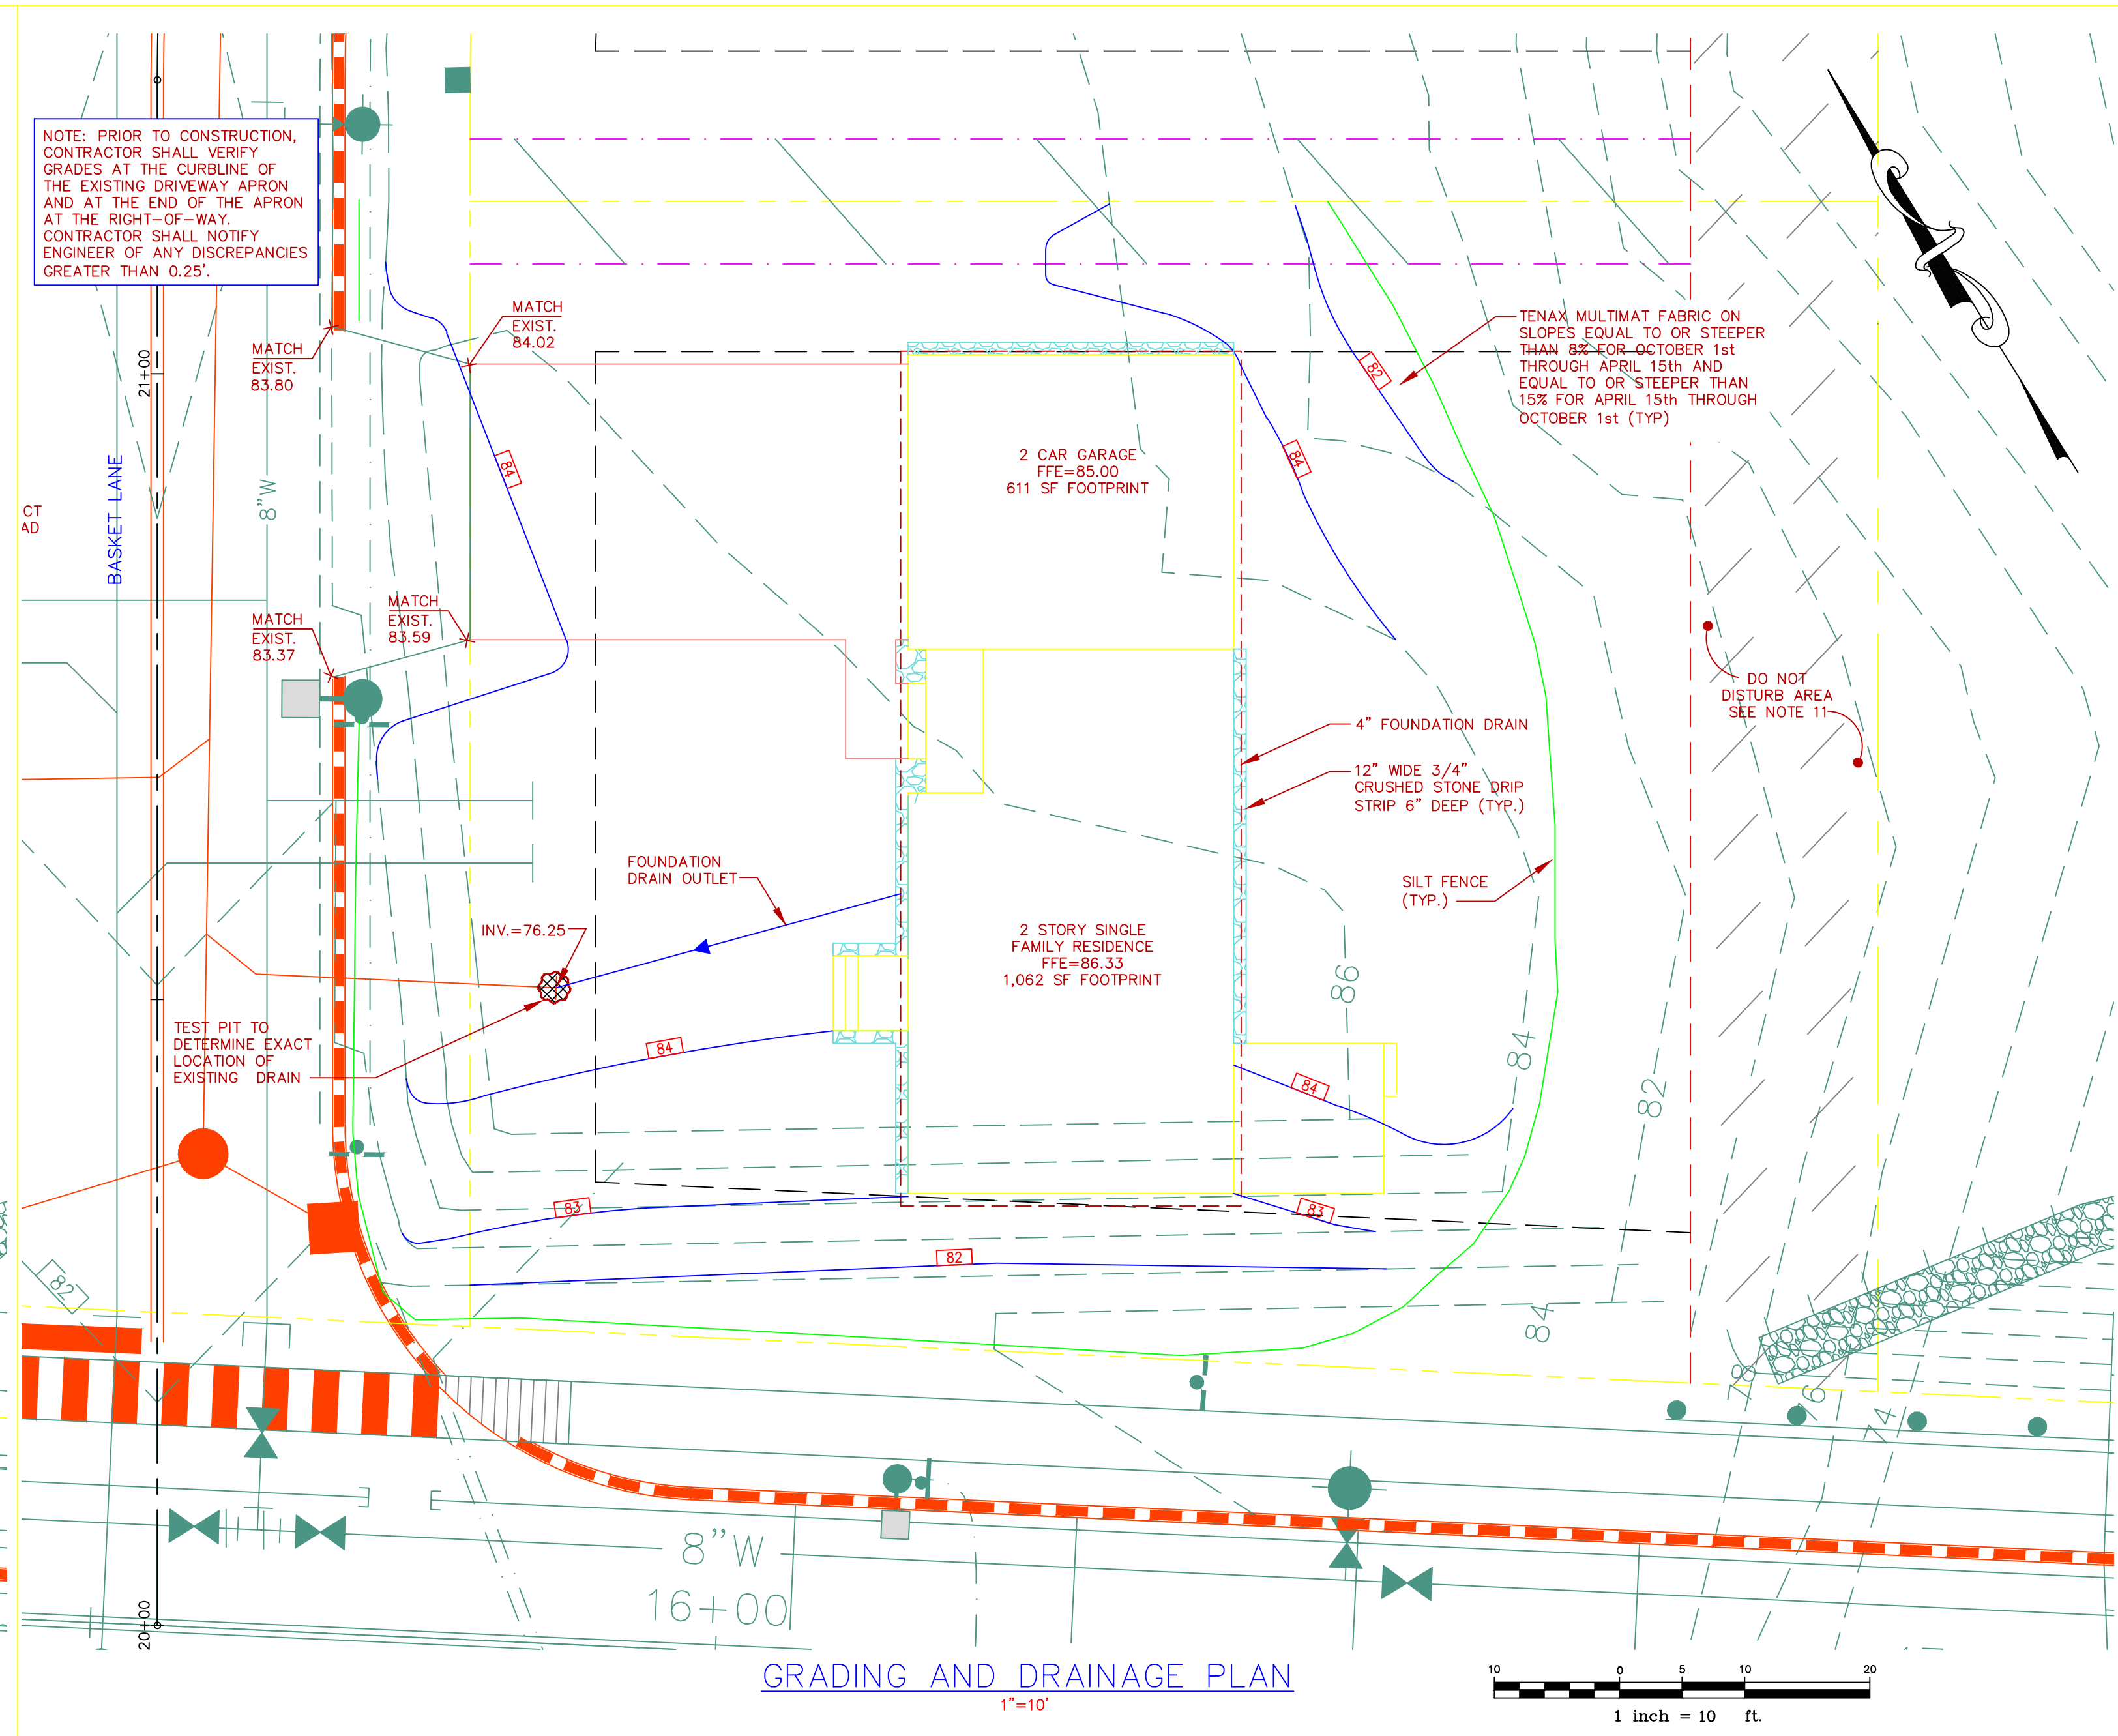 NOTE: PRIOR TO CONSTRUCTION,
CONTRACTOR SHALL VERIFY
GRADES AT THE CURBLINE OF
THE EXISTING DRIVEWAY APRON
AND AT THE END OF THE APRON
AT THE RIGHT-OF-WAY.
CONTRACTOR SHALL NOTIFY
ENGINEER OF ANY DISCREPANCIES
GREATER THAN 0.25'.
MATCH
EXIST.
84.02
MATCH
EXIST.
83.80
21+00
BASKET LANE
8"W
CT
AD
84
MATCH
EXIST.
83.59
MATCH
EXIST.
83.37
2 CAR GARAGE
FFE=85.00
611 SF FOOTPRINT
82
84
TENAX MULTIMAT FABRIC ON
SLOPES EQUAL TO OR STEEPER
THAN 8% FOR OCTOBER 1st
THROUGH APRIL 15th AND
EQUAL TO OR STEEPER THAN
15% FOR APRIL 15th THROUGH
OCTOBER 1st (TYP)
DO NOT
DISTURB AREA
SEE NOTE 11
4" FOUNDATION DRAIN
12" WIDE 3/4"
CRUSHED STONE DRIP
STRIP 6" DEEP (TYP.)
FOUNDATION
DRAIN OUTLET
SILT FENCE
(TYP.)
INV.=76.25
2 STORY SINGLE
FAMILY RESIDENCE
FFE=86.33
1,062 SF FOOTPRINT
86
TEST PIT TO
DETERMINE EXACT
LOCATION OF
EXISTING DRAIN
84
84
84
82
83
83
82
82
84
78
76
74
8"W
16+00
20+00
GRADING AND DRAINAGE PLAN
1"=10'
10 0 5 10 20
1 inch = 10 ft.